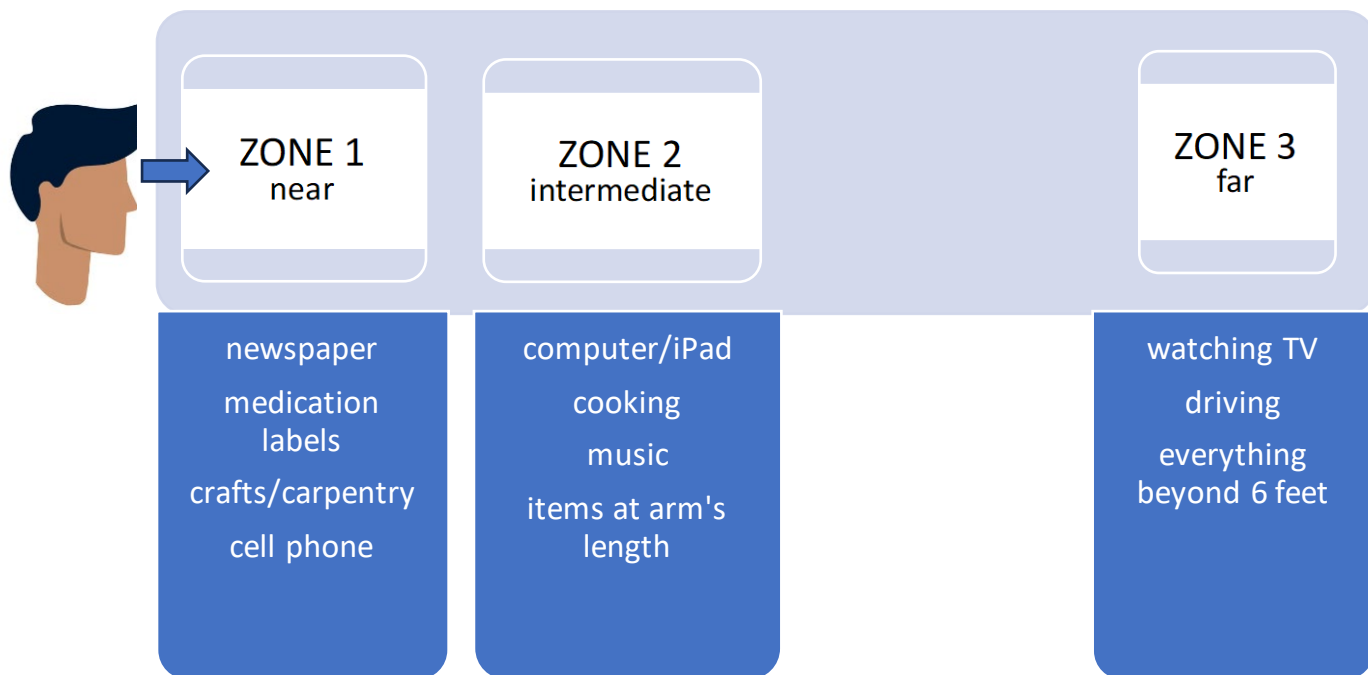 ZONE 1
near
ZONE 2
intermediate
ZONE 3
far
newspaper
medication
labels
crafts/carpentry
cell phone
computer/iPad
cooking
music
items at arm's
length
watching TV
driving
everything
beyond 6 feet